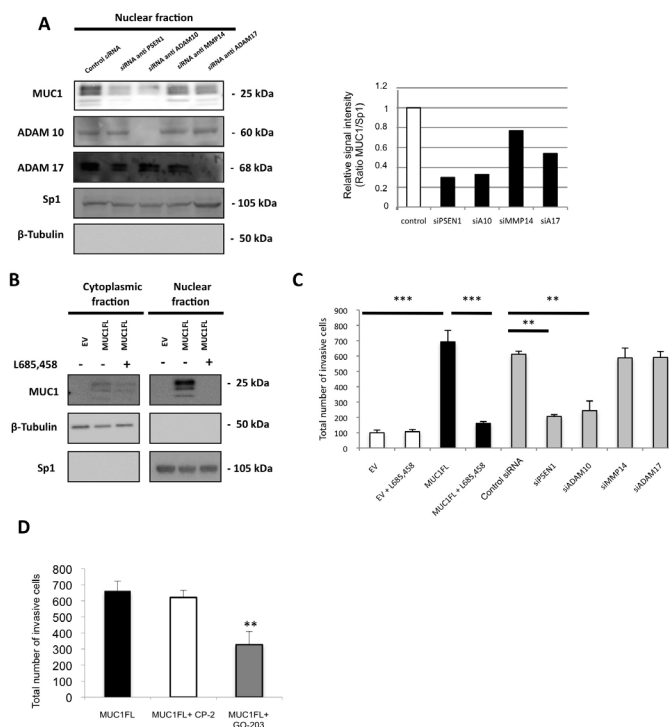 A
Nuclear fraction
Control siRNA
siRNA anti PSEN1
siRNA anti ADAM10
siRNA anti MMP14
siRNA anti ADAM17
MUC1
- 25 kDa
ADAM 10
- 60 kDa
ADAM 17
- 68 kDa
Sp1
- 105 kDa
β-Tubulin
- 50 kDa
Relative signal intensity
(Ratio MUC1/Sp1)
1.2
1
0.8
0.6
0.4
0.2
0
control siPSEN1 siA10 siMMP14 siA17
B
Cytoplasmic fraction
Nuclear fraction
EV MUC1FL MUC1FL EV MUC1FL MUC1FL
L685,458 - - + - - +
MUC1
- 25 kDa
β-Tubulin
- 50 kDa
Sp1
- 105 kDa
C
Total number of invasive cells
900
800
700
600
500
400
300
200
100
0
*** *** **
**
EV
EV + L685,458
MUC1FL
MUC1FL + L685,458
Control siRNA
siPSEN1
siADAM10
siMMP14
siADAM17
D
Total number of invasive cells
800
700
600
500
400
300
200
100
0
**
MUC1FL MUC1FL+ CP-2 MUC1FL+
GO-203